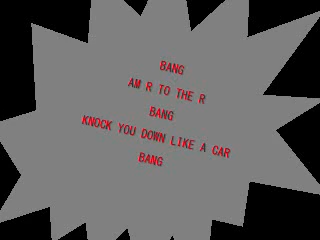 BANG
AM R TO THE R
BANG
KNOCK YOU DOWN LIKE A CAR
BANG